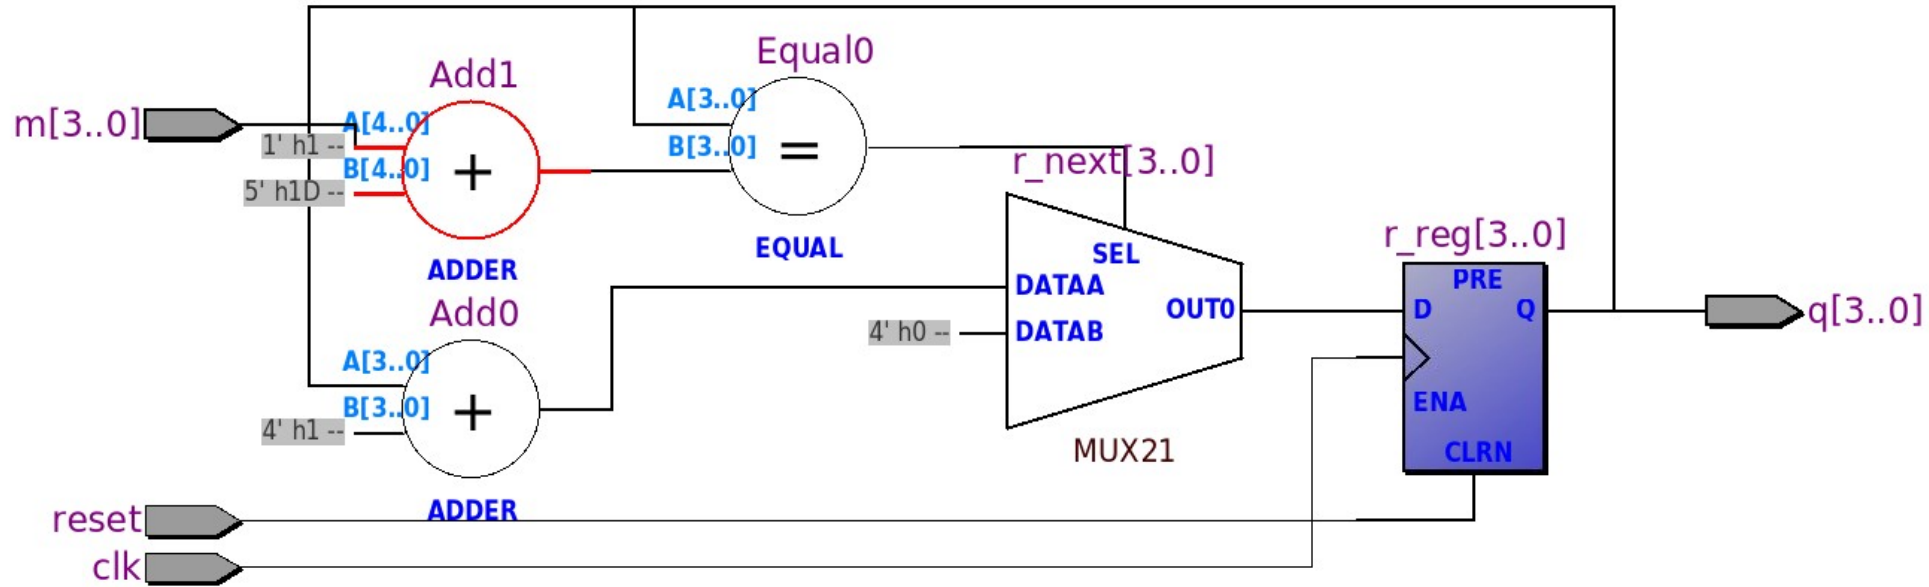 Equal0
Add1
A[3..0]
m[3..0]
A[4..0]
1' h1 --
B[3..0]
=
r_next[3..0]
B[4..0]
+
5' h1D --
r_reg[3..0]
EQUAL
SEL
ADDER
PRE
DATAA
Add0
OUT0
D
Q
q[3..0]
4' h0 --
DATAB
A[3..0]
B[3..0]
+
ENA
4' h1 --
MUX21
CLRN
ADDER
reset
clk